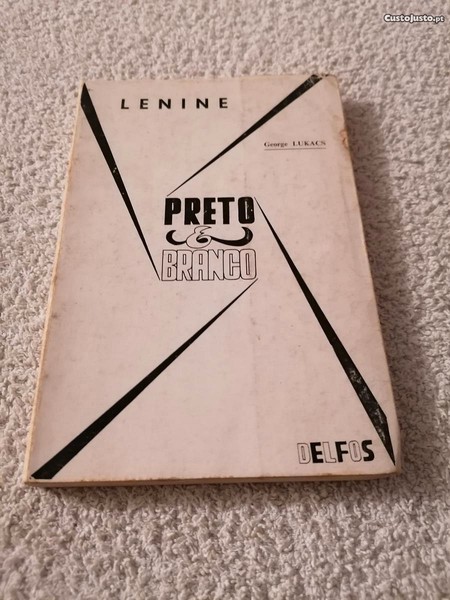 CustoJusto.pt
LENINE
George LUKACS
PRETO
&
BRANCO
DELFOS